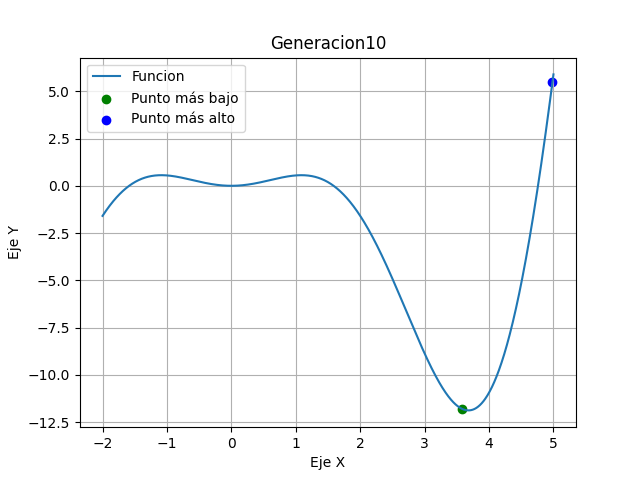 Generacion10
Funcion
Punto más bajo
Punto más alto
5.0
2.5
0.0
−2.5
−5.0
−7.5
−10.0
−12.5
Eje Y
−2 −1 0 1 2 3 4 5
Eje X